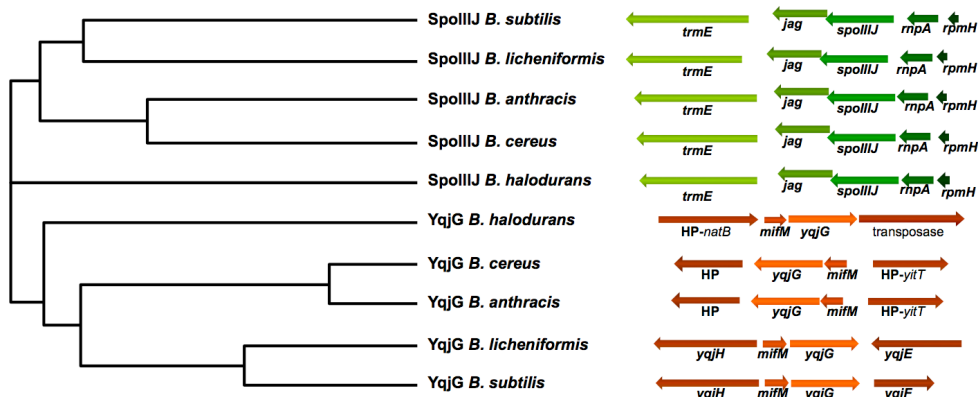 SpoIIIJ B. subtilis trmE jag spoIIIJ rnpA rpmH
SpoIIIJ B. licheniformis trmE jag spoIIIJ rnpA rpmH
SpoIIIJ B. anthracis trmE jag spoIIIJ rnpA rpmH
SpoIIIJ B. cereus trmE jag spoIIIJ rnpA rpmH
SpoIIIJ B. halodurans trmE jag spoIIIJ rnpA rpmH
YqjG B. halodurans HP-natB mifM yqjG transposase
YqjG B. cereus HP yqjG mifM HP-yitT
YqjG B. anthracis HP yqjG mifM HP-yitT
YqjG B. licheniformis yqjH mifM yqjG yqjE
YqjG B. subtilis yqjH mifM yqjG